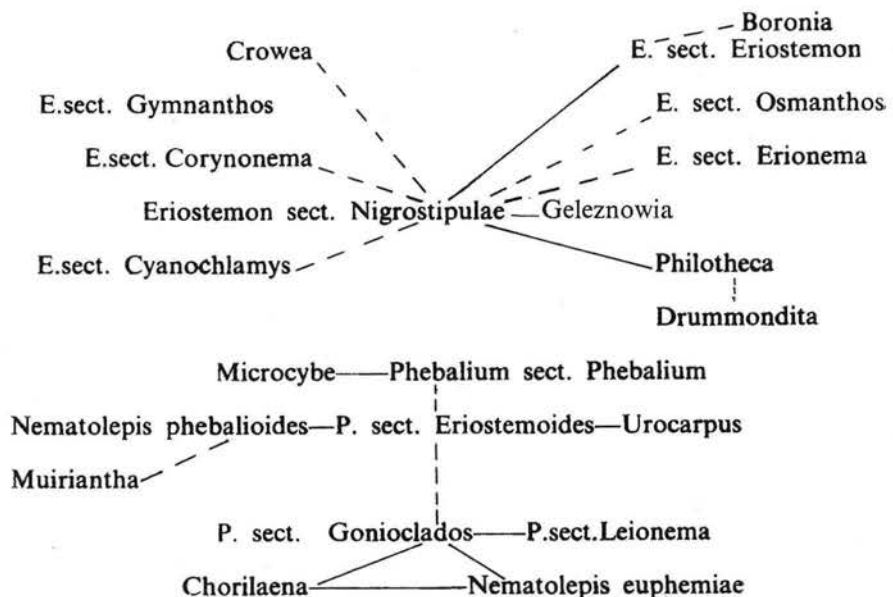 Boronia
Crowea E. sect. Eriostemon
E.sect. Gymnanthos E. sect. Osmanthos
E.sect. Corynonema E. sect. Erionema
Eriostemon sect. Nigrostipulae Geleznowia
E.sect. Cyanochlamys Philotheca
Drummondita
Microcybe Phebalium sect. Phebalium
Nematolepis phebalioides P. sect. Eriostemoides Urocarpus
Muiriantha
P. sect. Gonioclados P.sect.Leionema
Chorilaena Nematolepis euphemiae